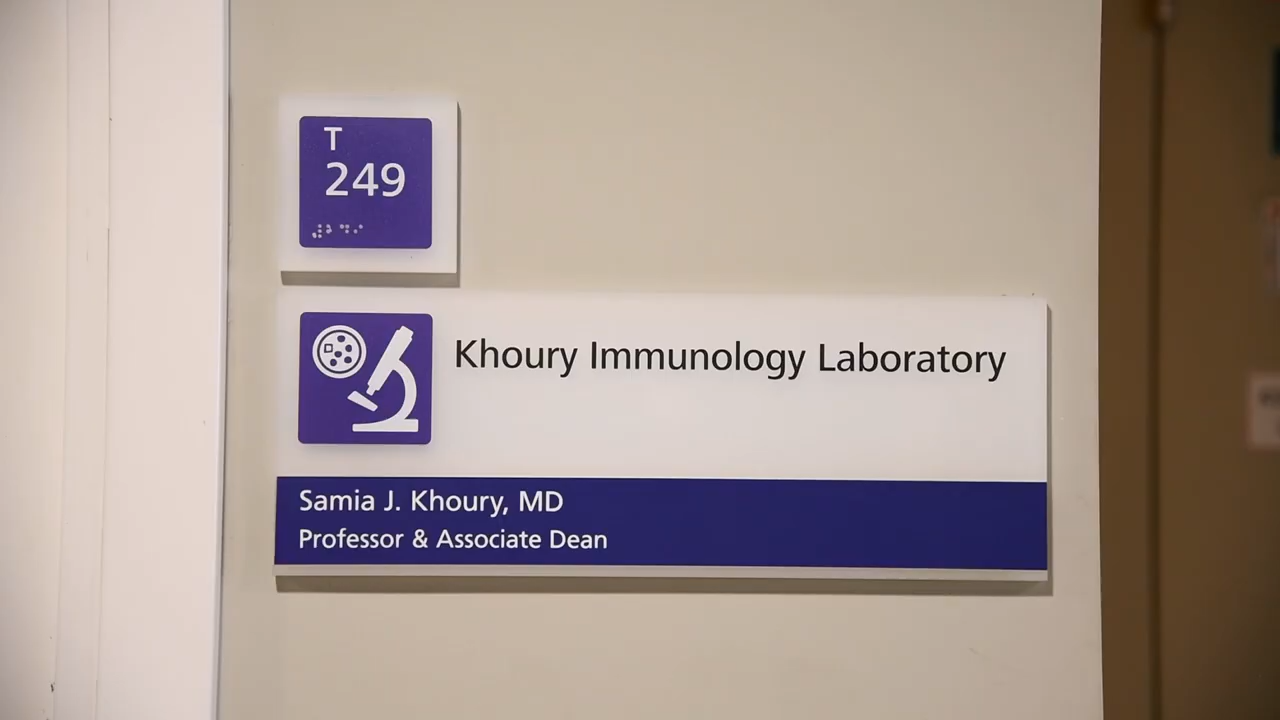 T
249
Khoury Immunology Laboratory
Samia J. Khoury, MD
Professor & Associate Dean